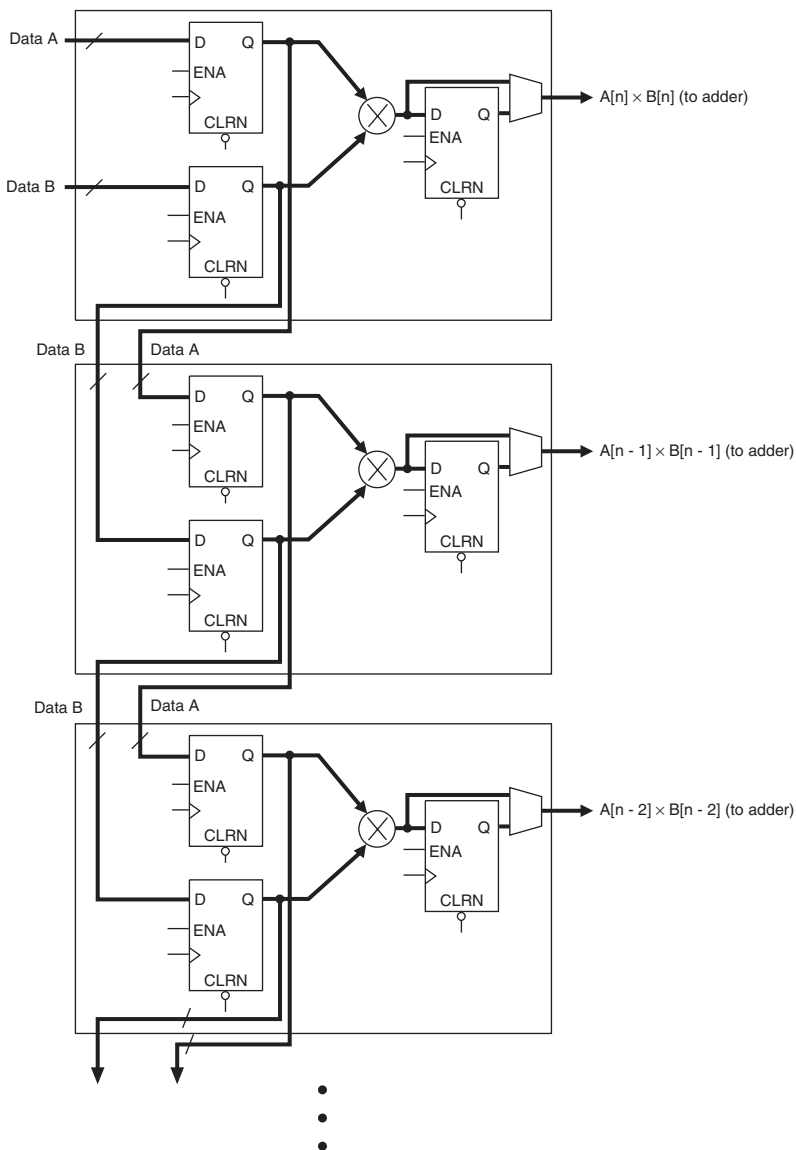 Data A
D Q
ENA
CLRN
D Q
ENA
CLRN
A[n] × B[n] (to adder)
Data B
D Q
ENA
CLRN
Data B
Data A
D Q
ENA
CLRN
D Q
ENA
CLRN
A[n - 1] × B[n - 1] (to adder)
D Q
ENA
CLRN
Data B
Data A
D Q
ENA
CLRN
D Q
ENA
CLRN
A[n - 2] × B[n - 2] (to adder)
D Q
ENA
CLRN